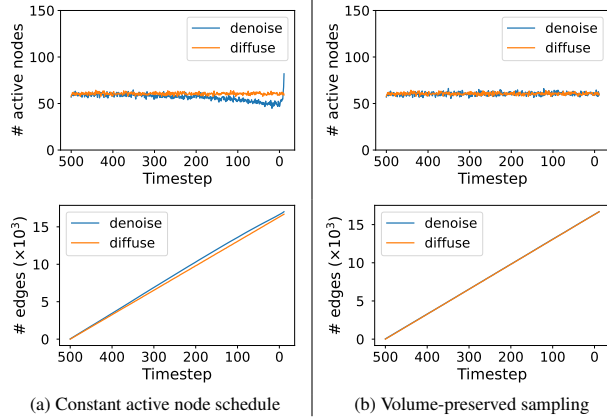 150
100
50
0
# active nodes
denoise
diffuse
500 400 300 200 100 0
Timestep
15
10
5
0
# edges (×10³)
denoise
diffuse
500 400 300 200 100 0
Timestep
(a) Constant active node schedule
150
100
50
0
# active nodes
denoise
diffuse
500 400 300 200 100 0
Timestep
15
10
5
0
# edges (×10³)
denoise
diffuse
500 400 300 200 100 0
Timestep
(b) Volume-preserved sampling